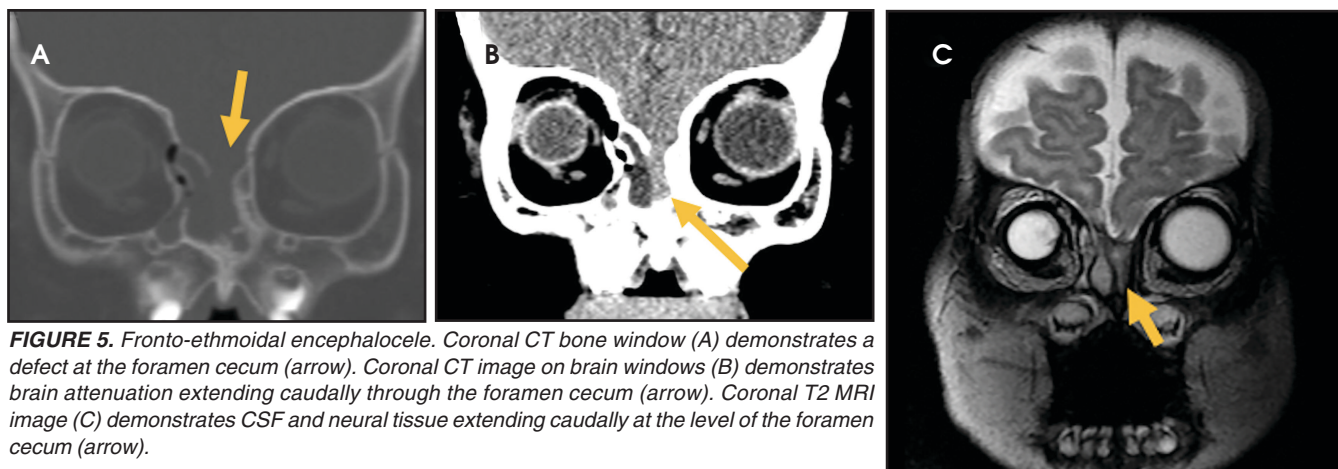 A
B
C
FIGURE 5. Fronto-ethmoidal encephalocele. Coronal CT bone window (A) demonstrates a
defect at the foramen cecum (arrow). Coronal CT image on brain windows (B) demonstrates
brain attenuation extending caudally through the foramen cecum (arrow). Coronal T2 MRI
image (C) demonstrates CSF and neural tissue extending caudally at the level of the foramen
cecum (arrow).